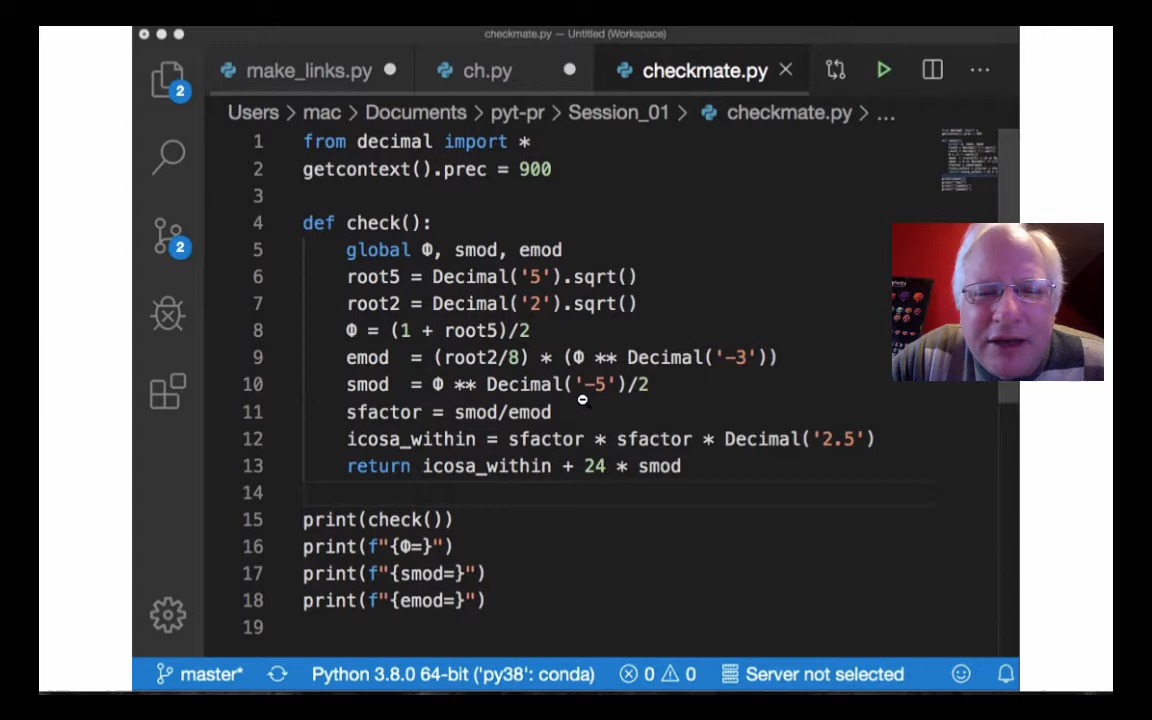 checkmate.py — Untitled (Workspace)
make_links.py ch.py checkmate.py
Users > mac > Documents > pyt-pr > Session_01 > checkmate.py > ...
2
2
1 from decimal import *
2 getcontext().prec = 900
3
4 def check():
5 global Φ, smod, emod
6 root5 = Decimal('5').sqrt()
7 root2 = Decimal('2').sqrt()
8 Φ = (1 + root5)/2
9 emod  = (root2/8) * (Φ ** Decimal('-3'))
10 smod  = Φ ** Decimal('-5')/2
11 sfactor = smod/emod
12 icosa_within = sfactor * sfactor * Decimal('2.5')
13 return icosa_within + 24 * smod
14
15 print(check())
16 print(f"{Φ=}")
17 print(f"{smod=}")
18 print(f"{emod=}")
19
master* Python 3.8.0 64-bit ('py38': conda) 0 0 Server not selected